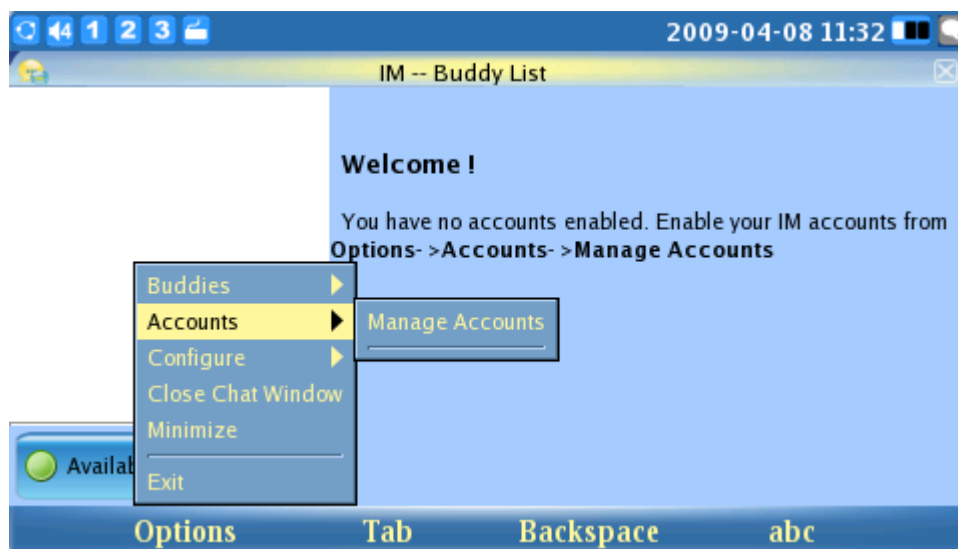 4 1 2 3 2009-04-08 11:32
IM -- Buddy List
Welcome !
You have no accounts enabled. Enable your IM accounts from
Options- >Accounts- >Manage Accounts
Buddies
Accounts
Manage Accounts
Configure
Close Chat Window
Minimize
Exit
Options Tab Backspace abc